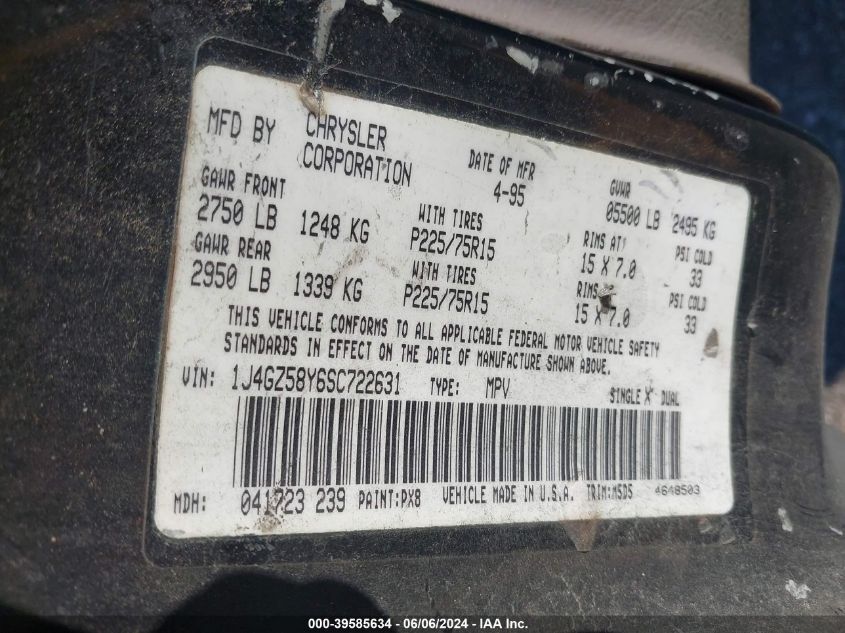 MFD BY CHRYSLER CORPORATION DATE OF MFR 4-95 GVWR 05500 LB 2495 KG
GAWR FRONT WITH TIRES RIMS AT PSI COLD
2750 LB 1248 KG P225/75R15 15 X 7.0 33
GAWR REAR WITH TIRES RIMS PSI COLD
2950 LB 1339 KG P225/75R15 15 X 7.0 33
THIS VEHICLE CONFORMS TO ALL APPLICABLE FEDERAL MOTOR VEHICLE SAFETY
STANDARDS IN EFFECT ON THE DATE OF MANUFACTURE SHOWN ABOVE.
VIN: 1J4GZ58Y6SC722631 TYPE: MPV SINGLE X DUAL
MDH: 041723 239 PAINT:PX8 VEHICLE MADE IN U.S.A. TRIM:M5D5 4648503
000-39585634 - 06/06/2024 - IAAI.COM